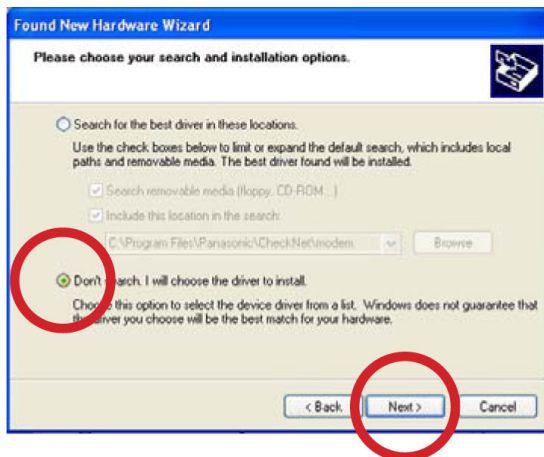 Found New Hardware Wizard
Please choose your search and installation options.
Search for the best driver in these locations.
Use the check boxes below to limit or expand the default search, which includes local
paths and removable media. The best driver found will be installed.
Search removable media (floppy, CD-ROM...)
Include this location in the search:
C:\Program Files\Panasonic\CheckNet\modem
Browse
Don't search. I will choose the driver to install.
Choose this option to select the device driver from a list. Windows does not guarantee that
the driver you choose will be the best match for your hardware.
< Back
Next >
Cancel